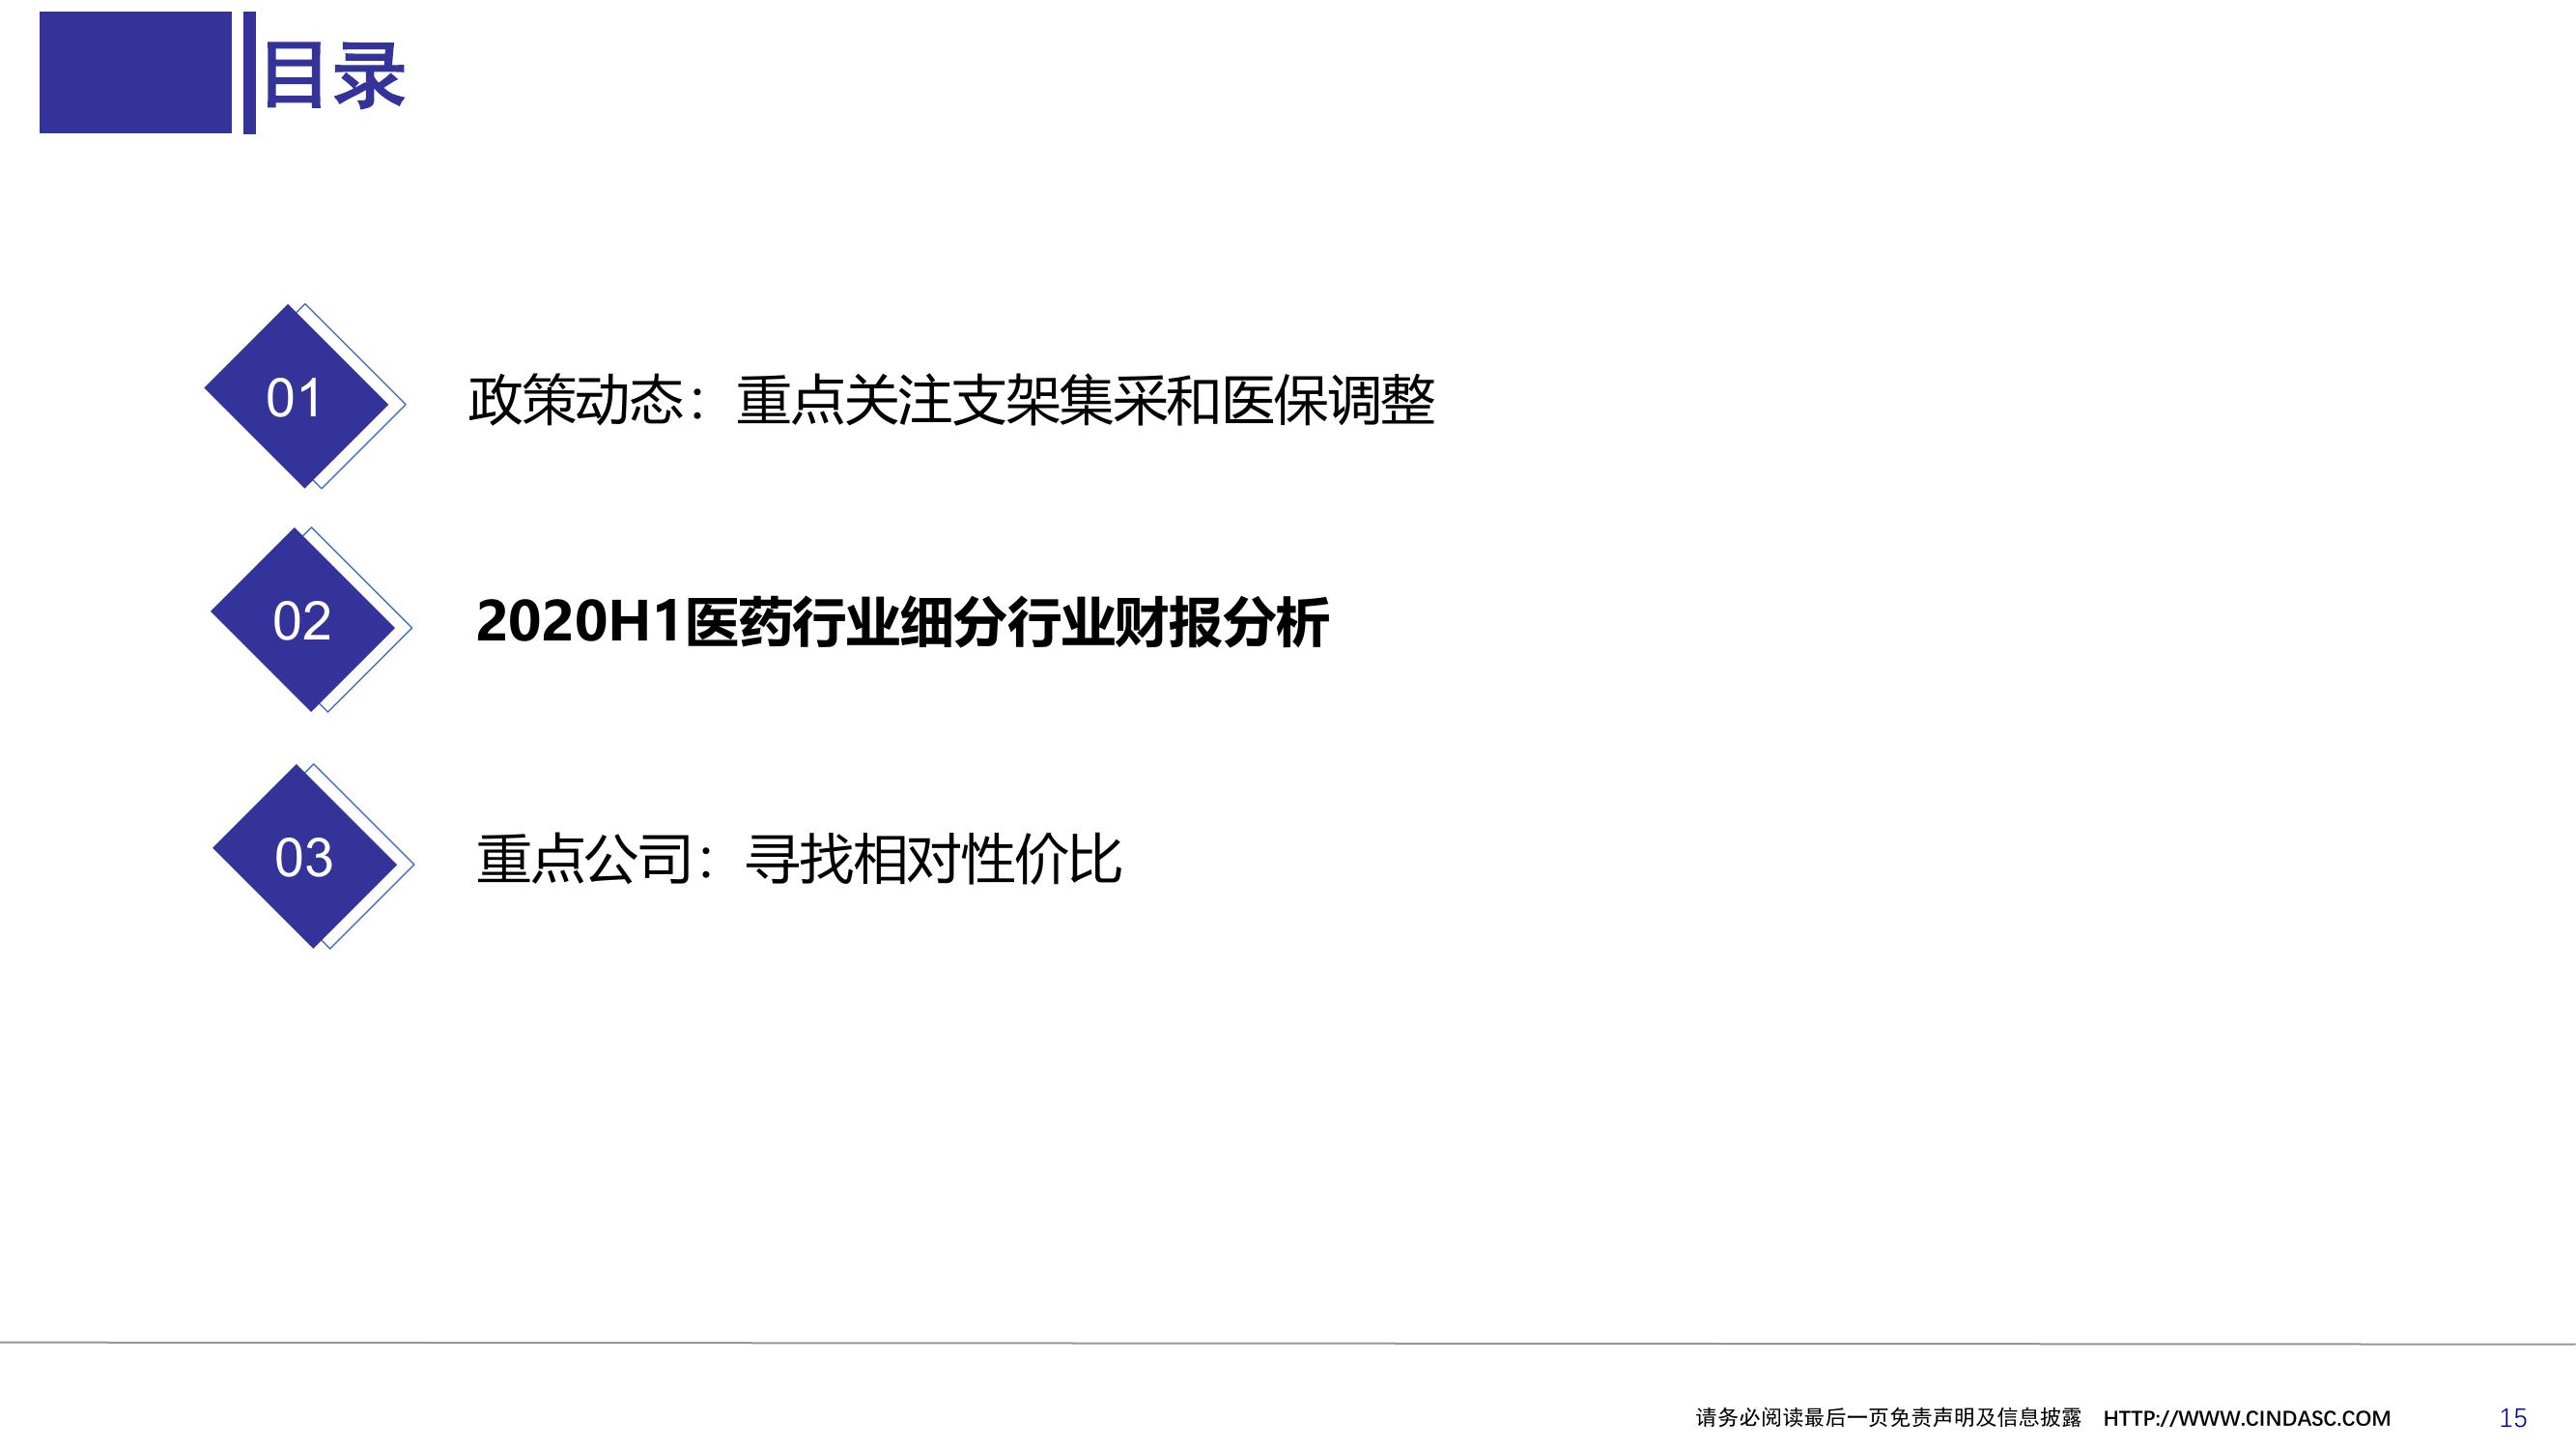 目录
01
政策动态：重点关注支架集采和医保调整
02
2020H1医药行业细分行业财报分析
03
重点公司：寻找相对性价比
请务必阅读最后一页免责声明及信息披露 HTTP://WWW.CINDASC.COM 15